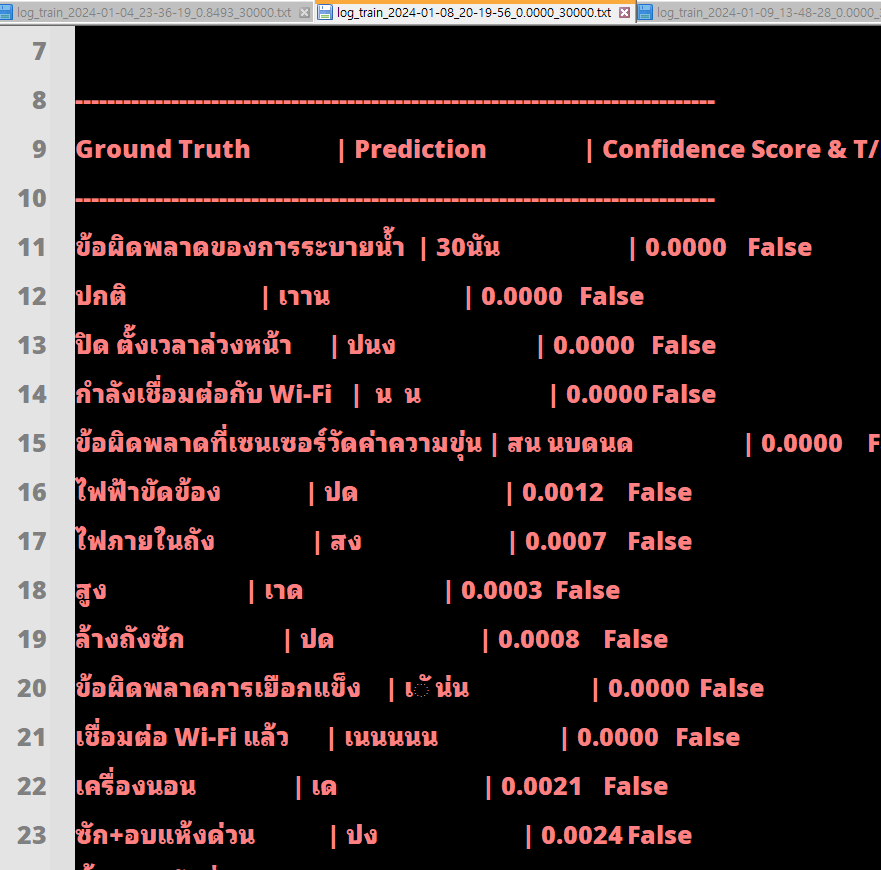 log_train_2024-01-04_23-36-19_0.8493_30000.txt log_train_2024-01-08_20-19-56_0.0000_30000.txt log_train_2024-01-09_13-48-28_0.0000_3
7
8 --------------------------------------------------------------------------------
9 Ground Truth | Prediction | Confidence Score & T/
10 --------------------------------------------------------------------------------
11 ข้อผิดพลาดของการระบายน้ำ | 30นัน | 0.0000 False
12 ปกติ | เาาน | 0.0000 False
13 ปิด ตั้งเวลาล่วงหน้า | ปนง | 0.0000 False
14 กำลังเชื่อมต่อกับ Wi-Fi | น น | 0.0000 False
15 ข้อผิดพลาดที่เซนเซอร์วัดค่าความขุ่น | สน นบดนด | 0.0000 F
16 ไฟฟ้าขัดข้อง | ปด | 0.0012 False
17 ไฟภายในถัง | สง | 0.0007 False
18 สูง | เาด | 0.0003 False
19 ล้างถังซัก | ปด | 0.0008 False
20 ข้อผิดพลาดการเยือกแข็ง | เ ั น่น | 0.0000 False
21 เชื่อมต่อ Wi-Fi แล้ว | เนนนนน | 0.0000 False
22 เครื่องนอน | เด | 0.0021 False
23 ซัก+อบแห้งด่วน | ปง | 0.0024 False